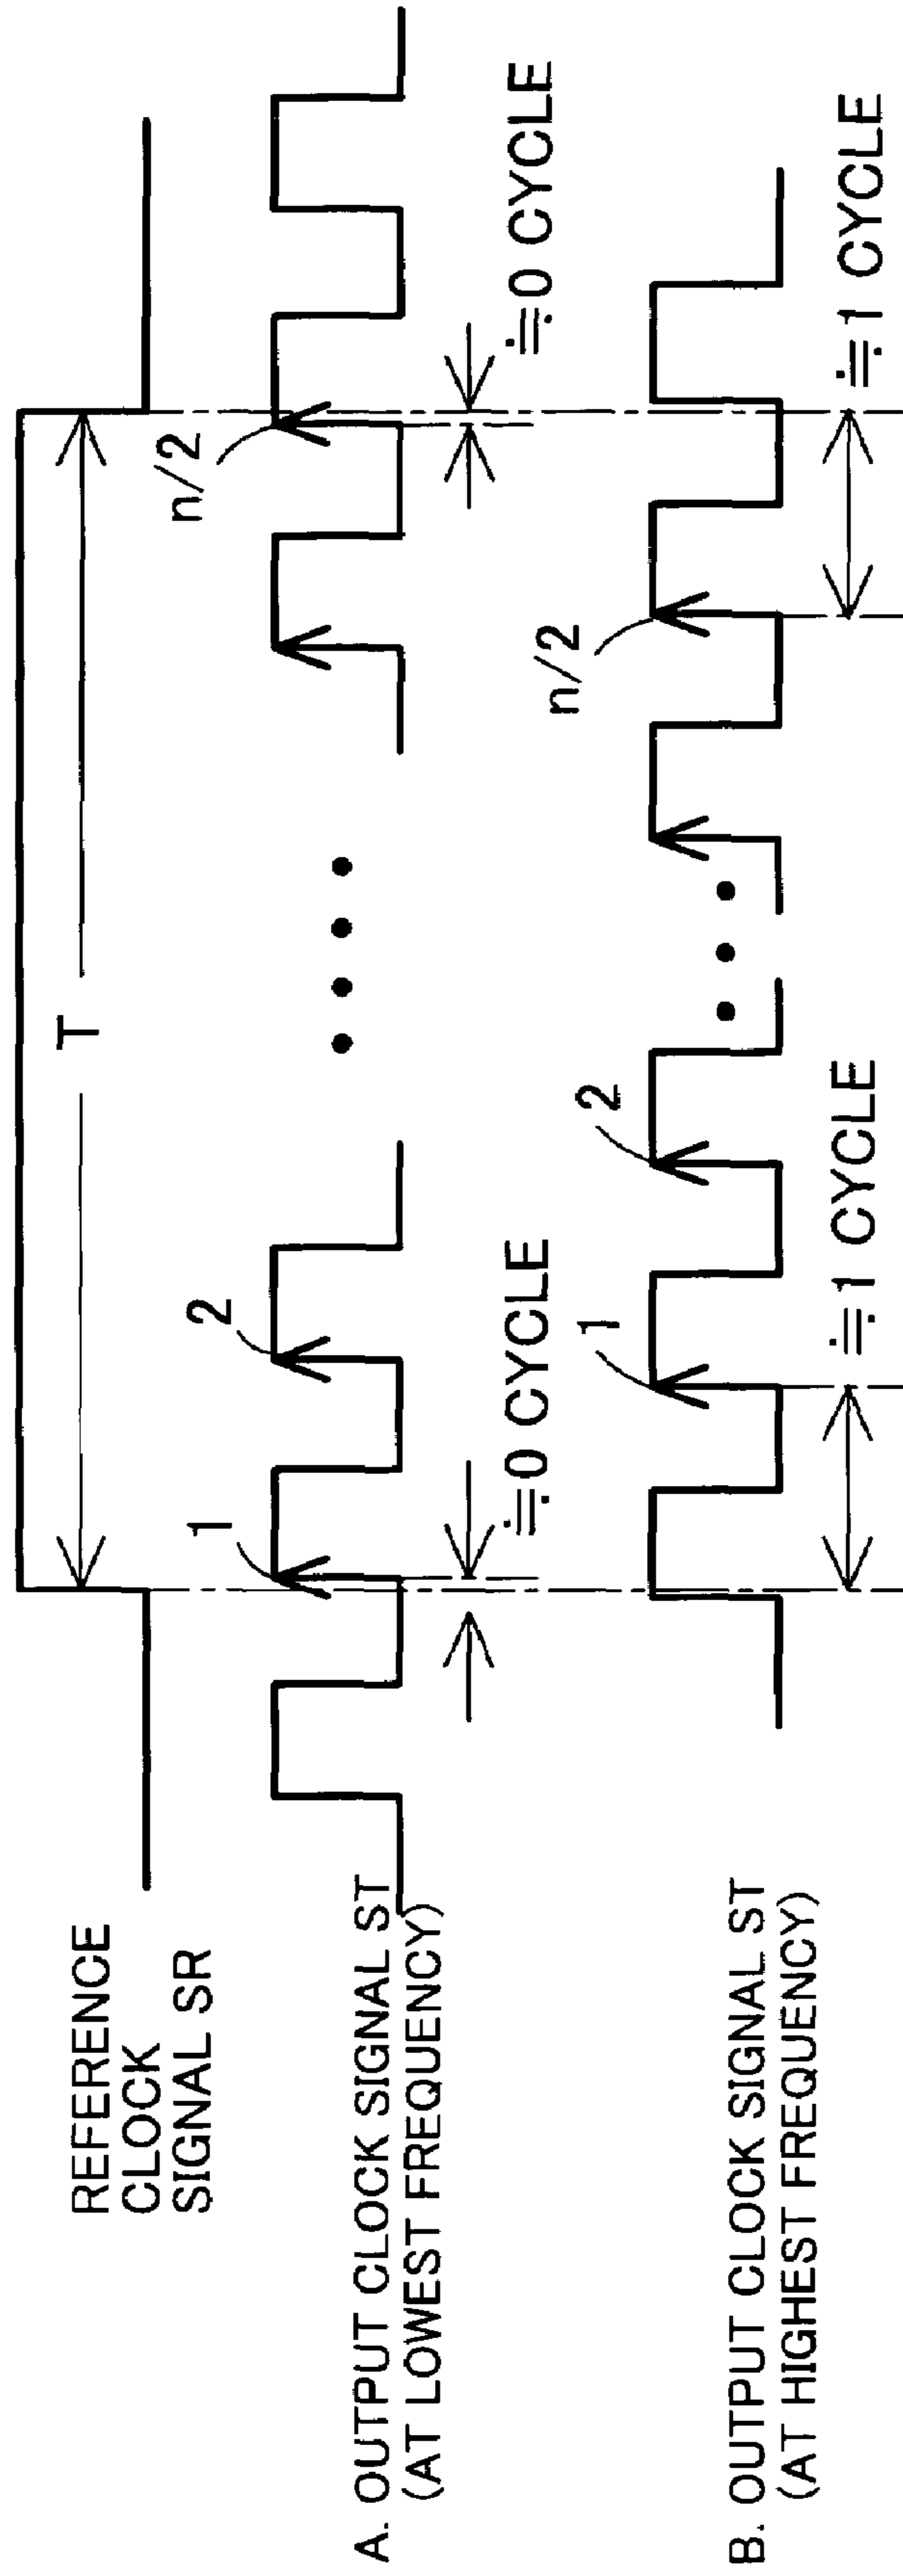 REFERENCE
CLOCK
SIGNAL SR
T
A. OUTPUT CLOCK SIGNAL ST
(AT LOWEST FREQUENCY)
1
2
n/2
≒0 CYCLE
≒0 CYCLE
B. OUTPUT CLOCK SIGNAL ST
(AT HIGHEST FREQUENCY)
1
2
n/2
≒1 CYCLE
≒1 CYCLE